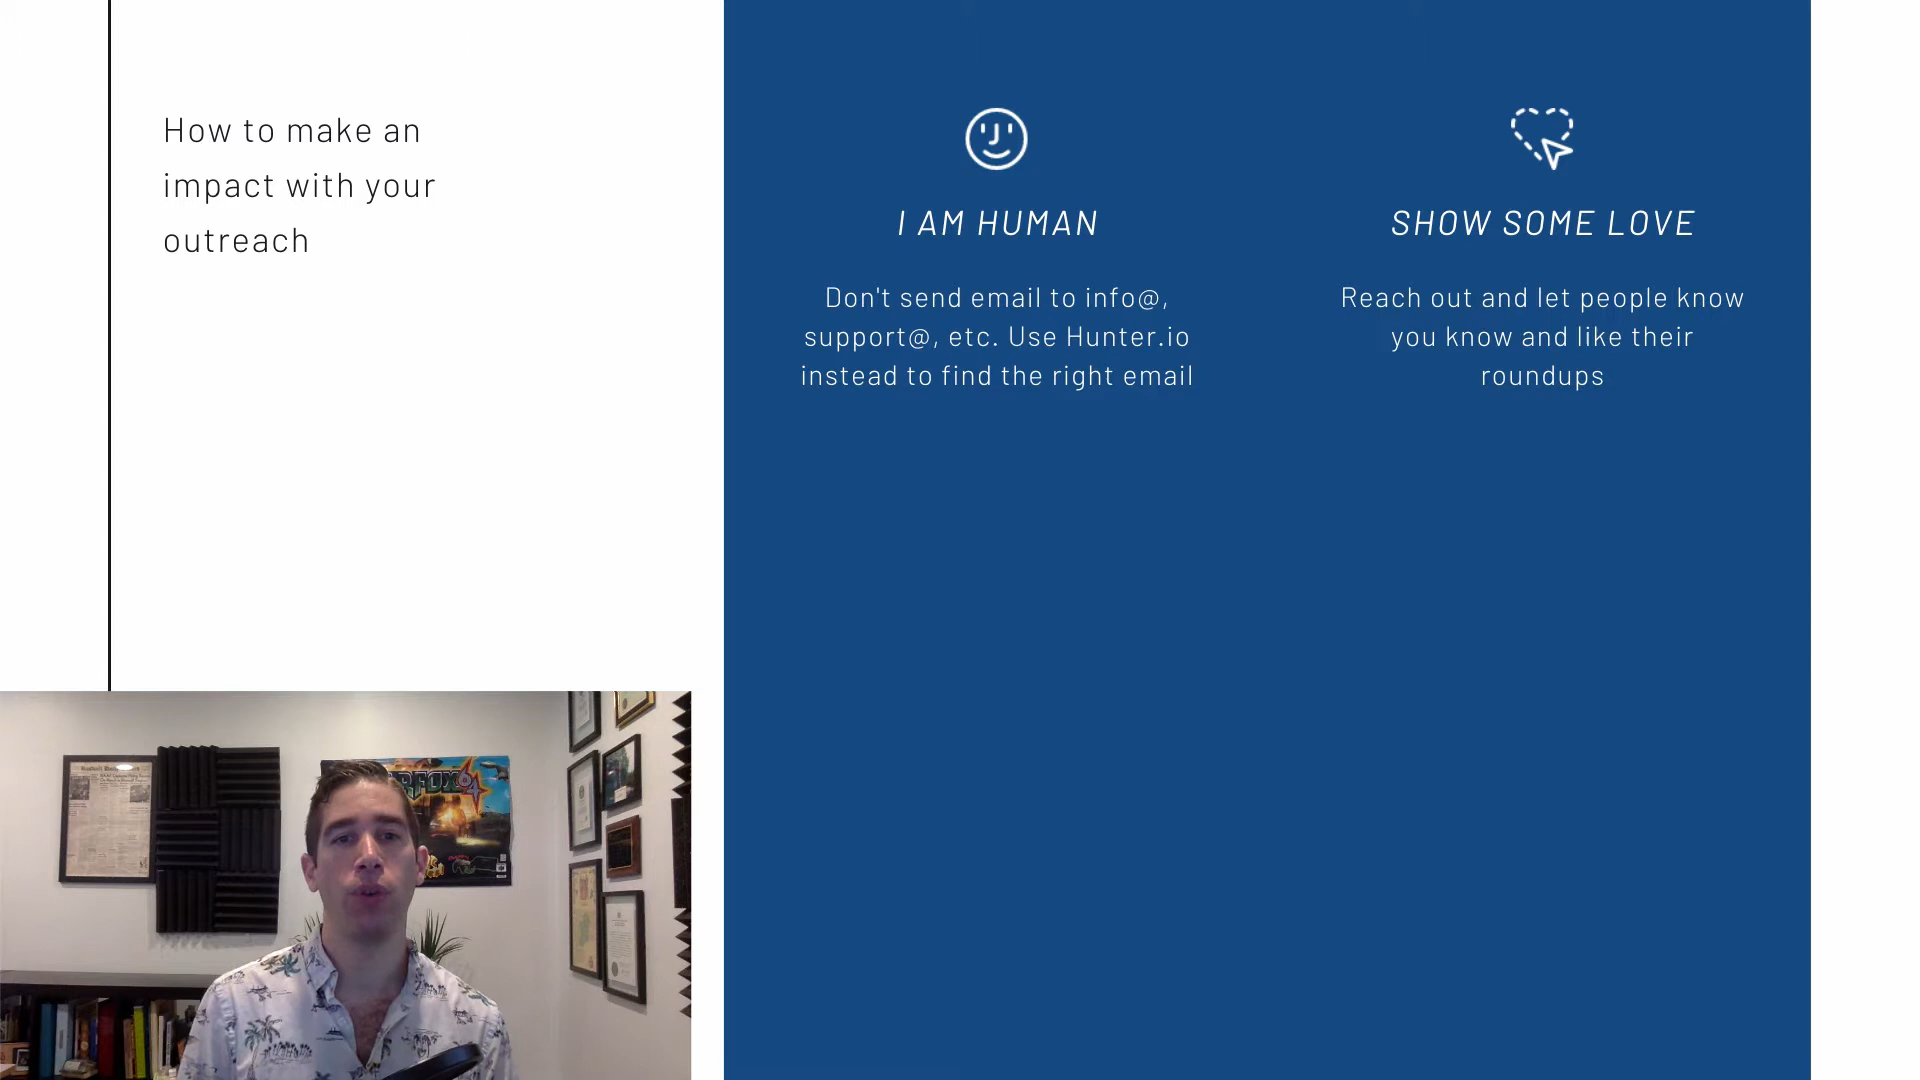 How to make an
impact with your
outreach
I AM HUMAN
Don't send email to info@,
support@, etc. Use Hunter.io
instead to find the right email
SHOW SOME LOVE
Reach out and let people know
you know and like their
roundups